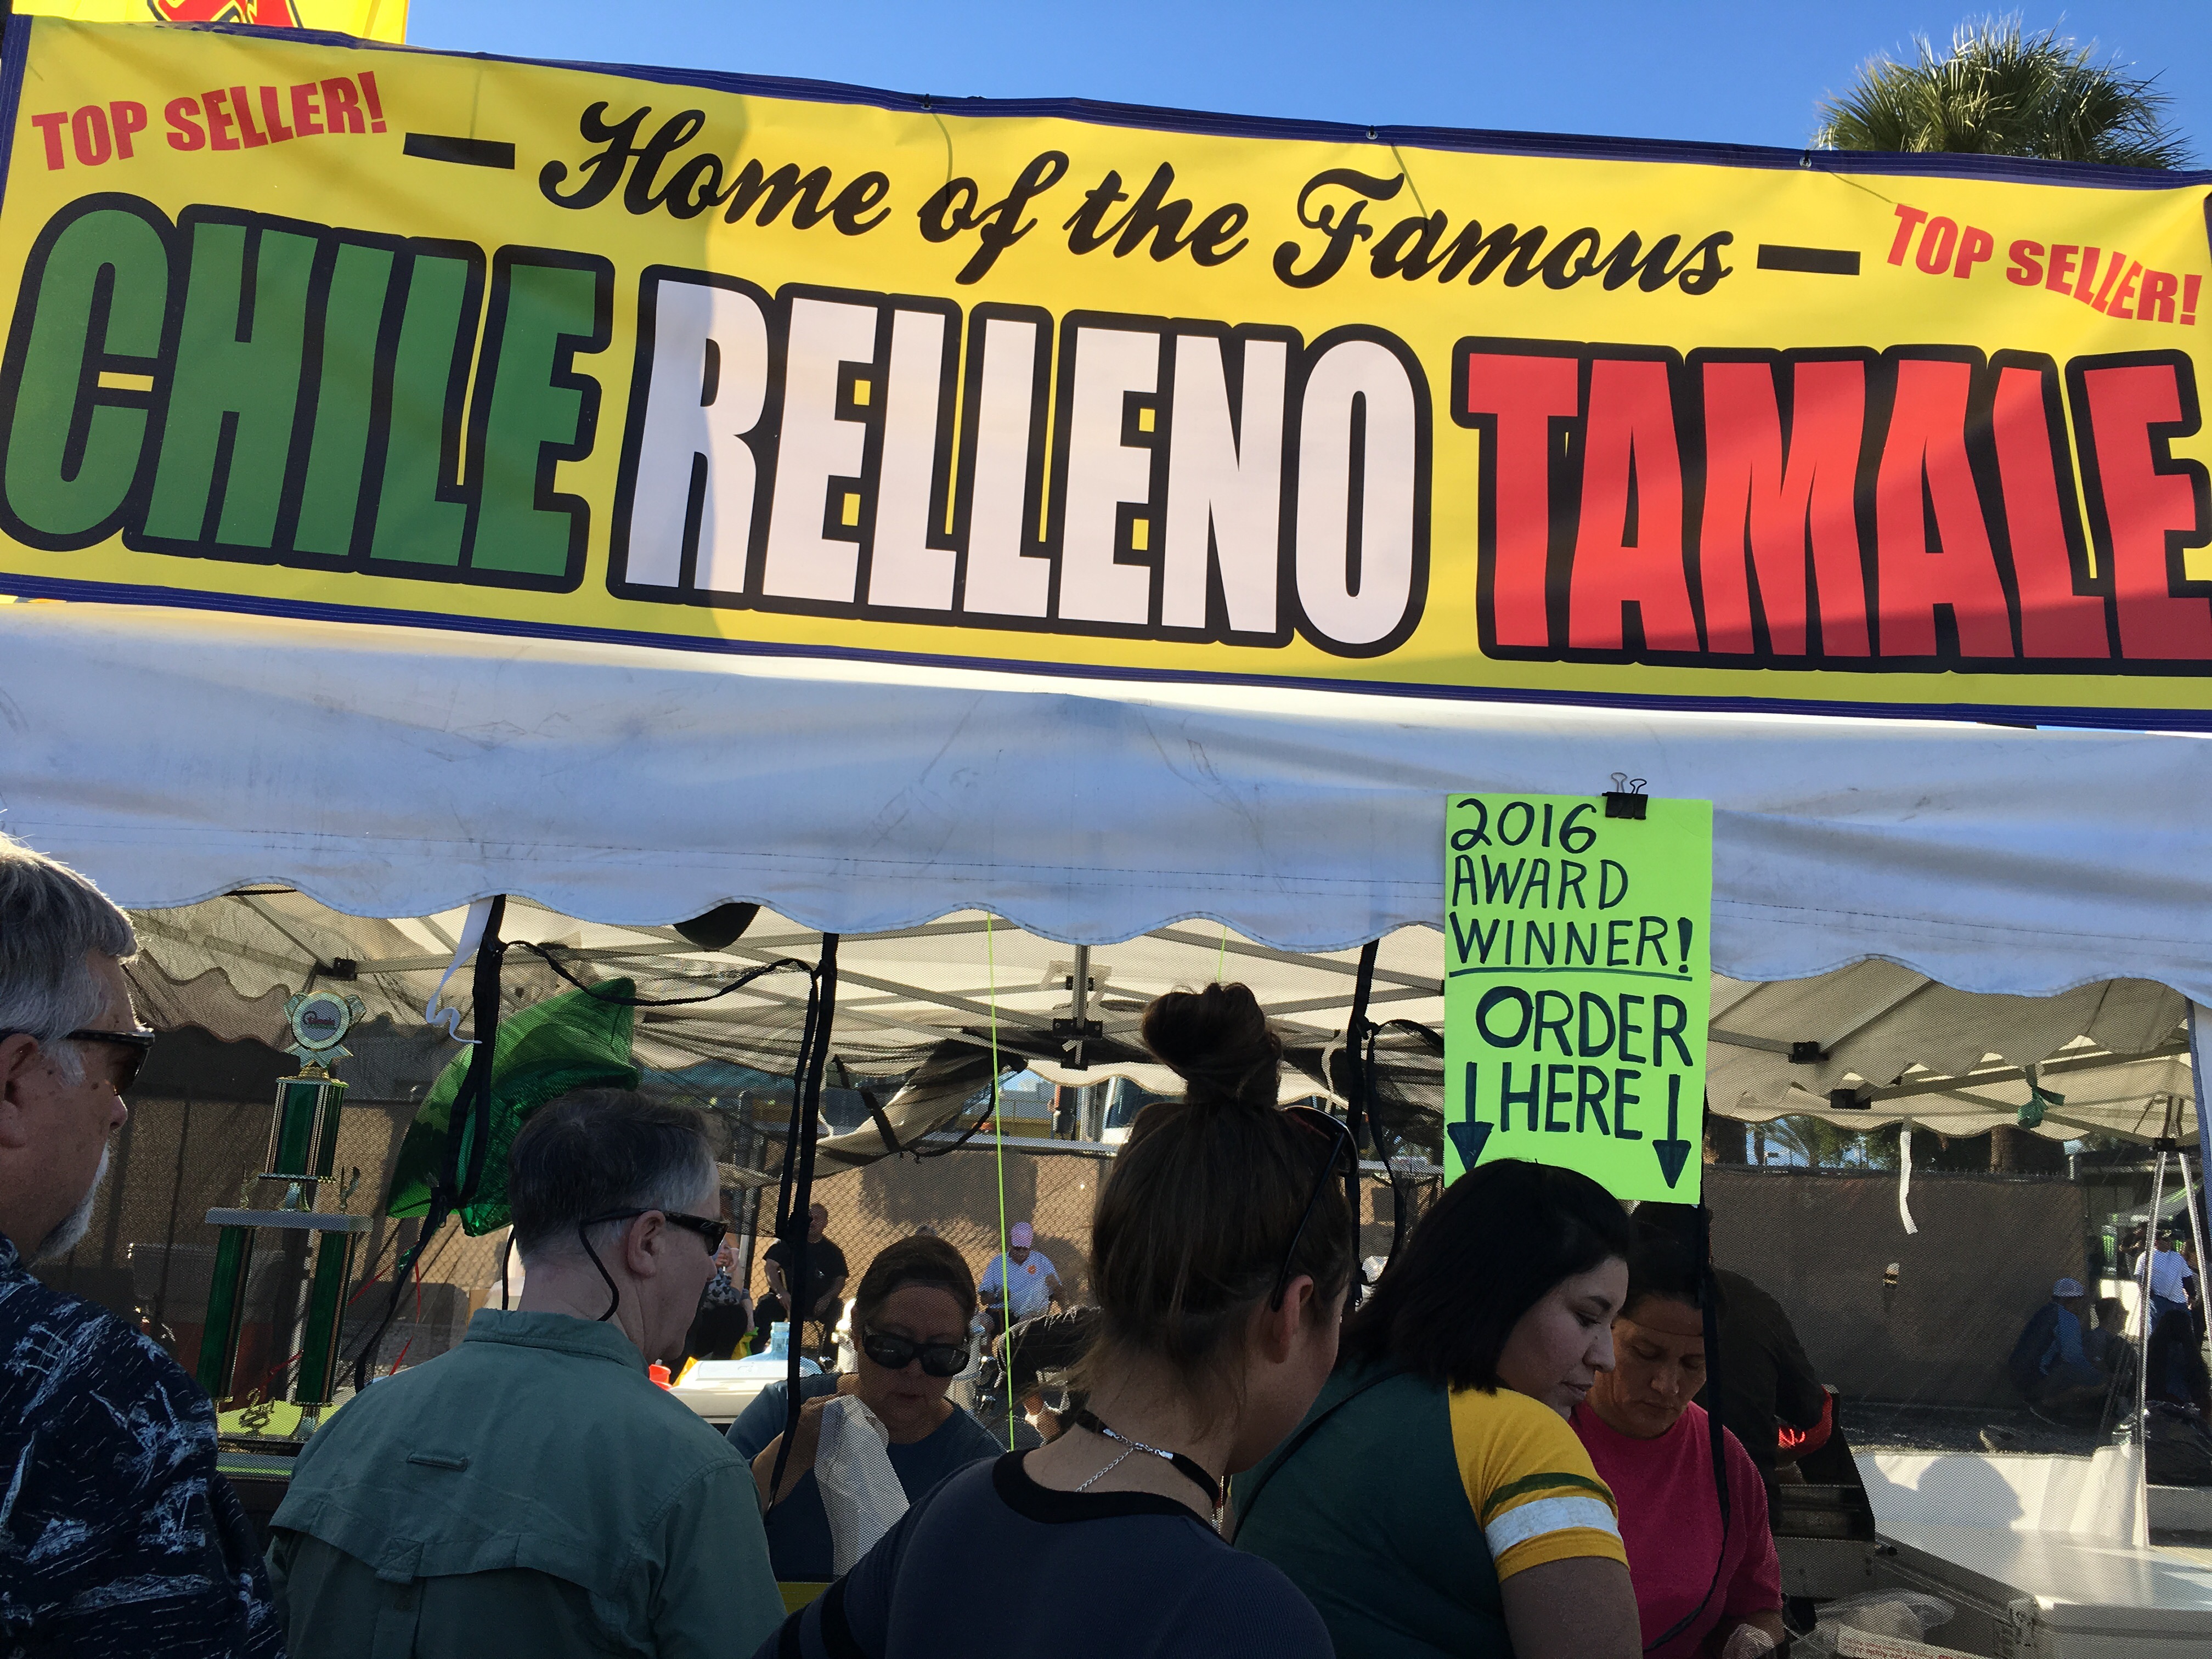 TOP SELLER!
— Home of the Famous —
TOP SELLER!
CHILE RELLENO TAMALE
2016
AWARD
WINNER!
ORDER
HERE